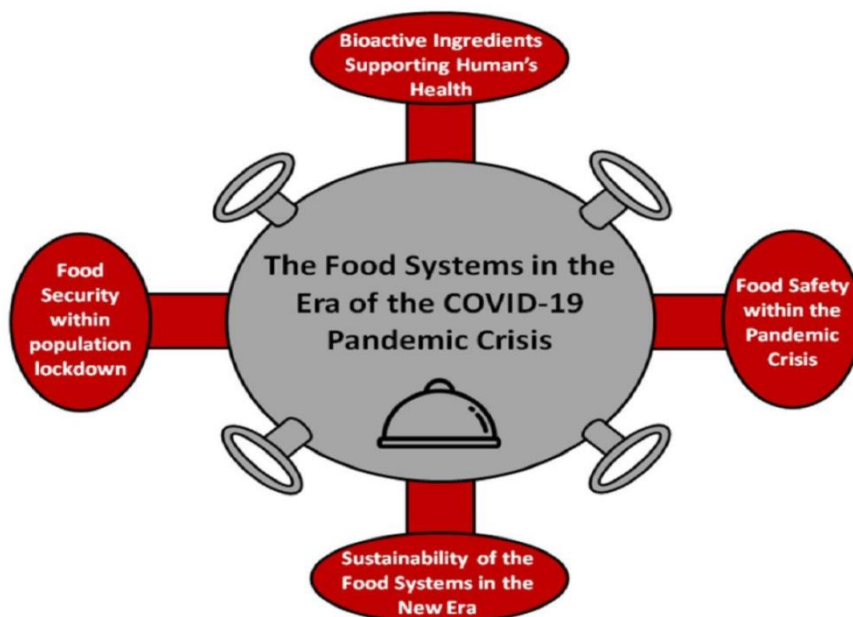 Bioactive Ingredients
Supporting Human's
Health
The Food Systems in the
Era of the COVID-19
Pandemic Crisis
Food
Security
within
population
lockdown
Food Safety
within the
Pandemic
Crisis
Sustainability of the
Food Systems in the
New Era